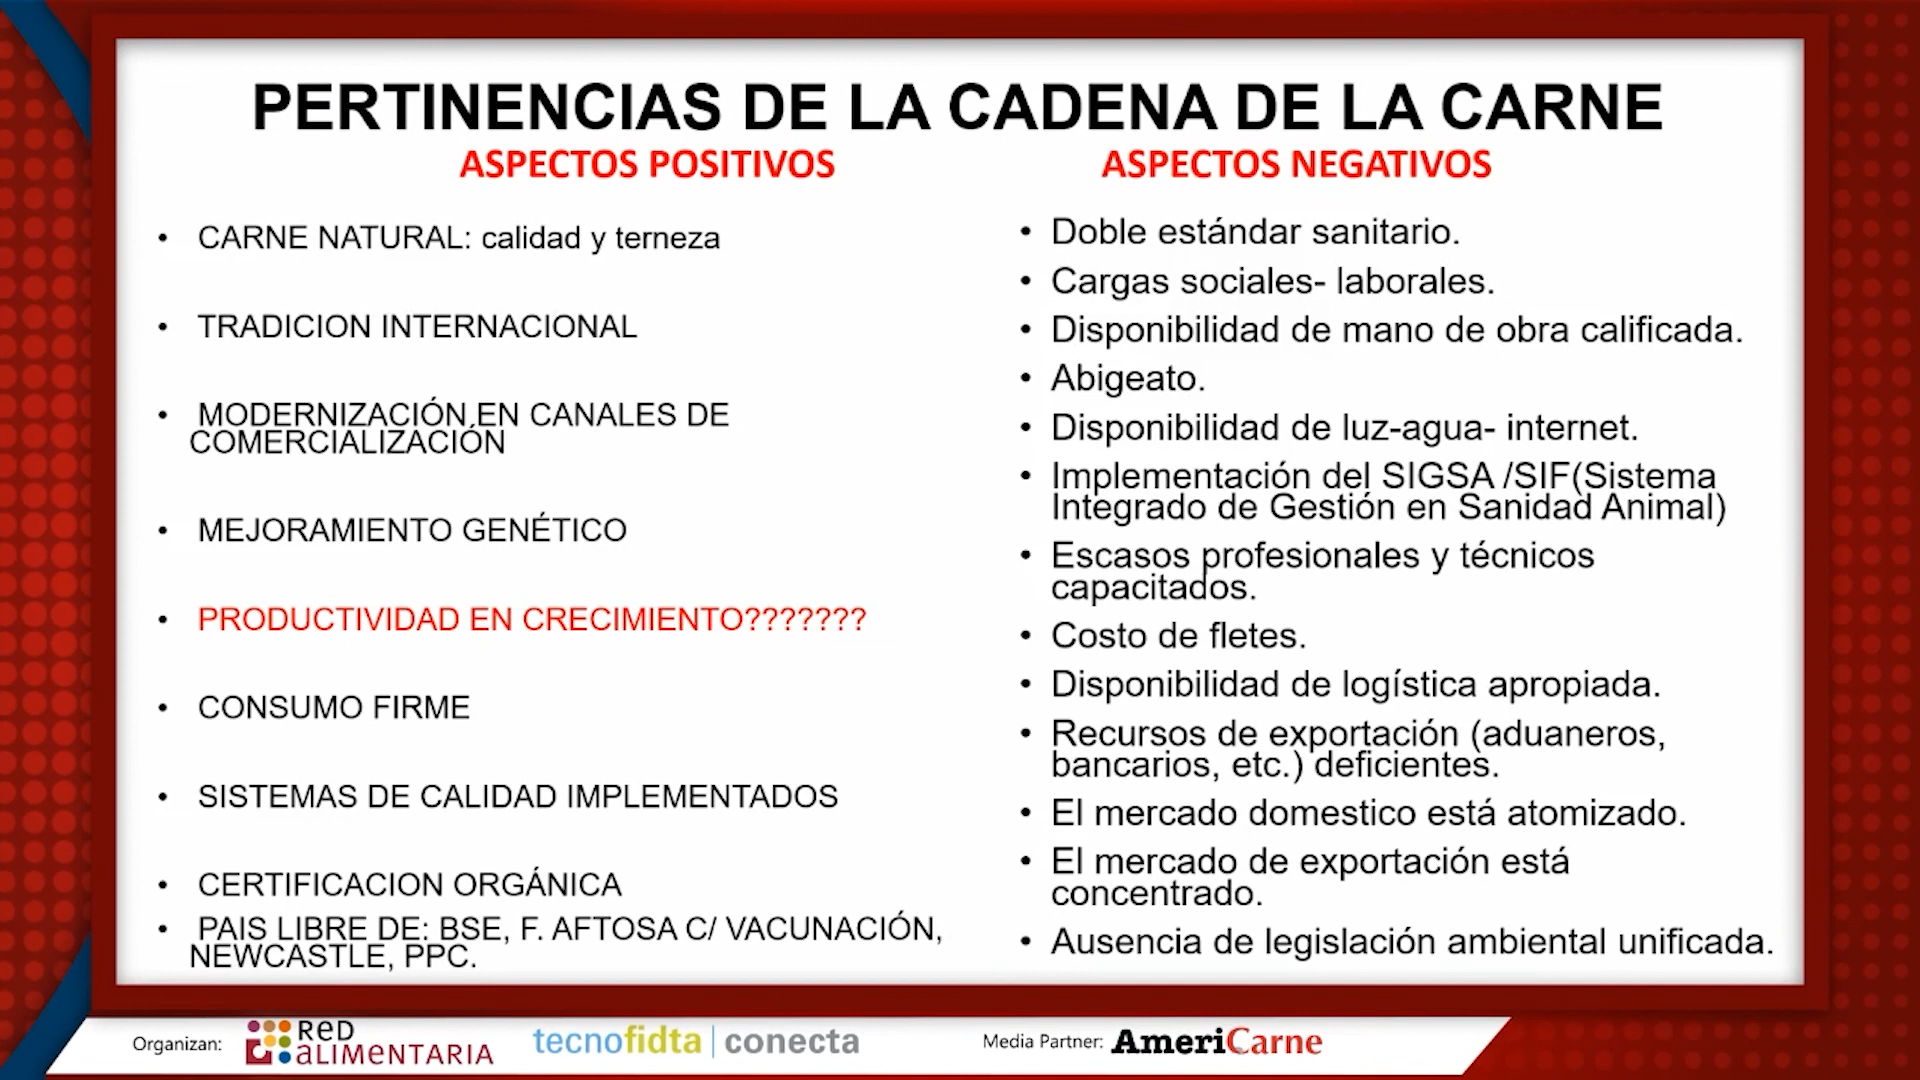 PERTINENCIAS DE LA CADENA DE LA CARNE
ASPECTOS POSITIVOS
• CARNE NATURAL: calidad y terneza
• TRADICION INTERNACIONAL
• MODERNIZACIÓN EN CANALES DE
COMERCIALIZACIÓN
• MEJORAMIENTO GENÉTICO
• PRODUCTIVIDAD EN CRECIMIENTO???????
• CONSUMO FIRME
• SISTEMAS DE CALIDAD IMPLEMENTADOS
• CERTIFICACION ORGÁNICA
• PAIS LIBRE DE: BSE, F. AFTOSA C/ VACUNACIÓN,
NEWCASTLE, PPC.
ASPECTOS NEGATIVOS
• Doble estándar sanitario.
• Cargas sociales- laborales.
• Disponibilidad de mano de obra calificada.
• Abigeato.
• Disponibilidad de luz-agua- internet.
• Implementación del SIGSA /SIF(Sistema
Integrado de Gestión en Sanidad Animal)
• Escasos profesionales y técnicos
capacitados.
• Costo de fletes.
• Disponibilidad de logística apropiada.
• Recursos de exportación (aduaneros,
bancarios, etc.) deficientes.
• El mercado domestico está atomizado.
• El mercado de exportación está
concentrado.
• Ausencia de legislación ambiental unificada.
Organizan:
ReD
aLIMeNTARIA
tecnofidta | conecta
Media Partner: AmeriCarne